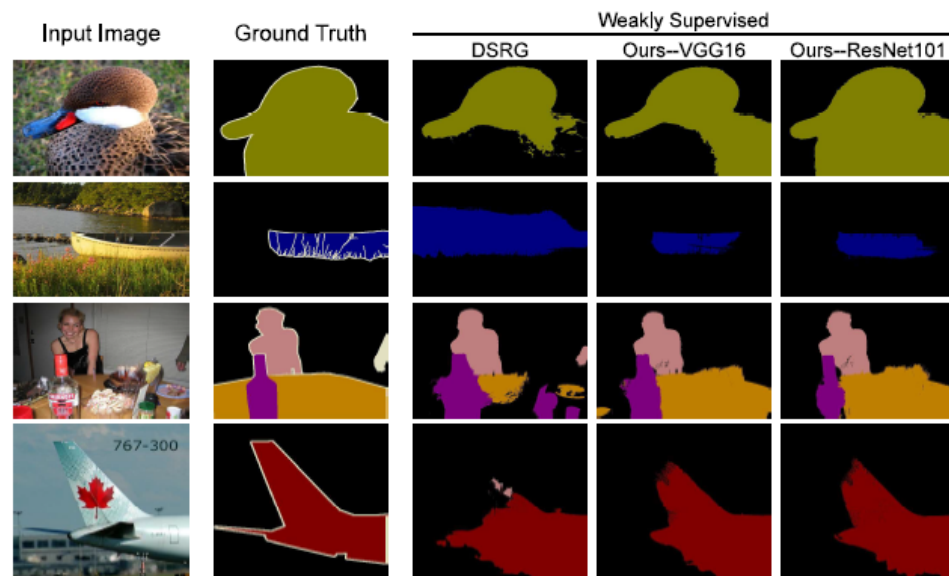 Weakly Supervised
Input Image
Ground Truth
DSRG
Ours--VGG16
Ours--ResNet101
767-300